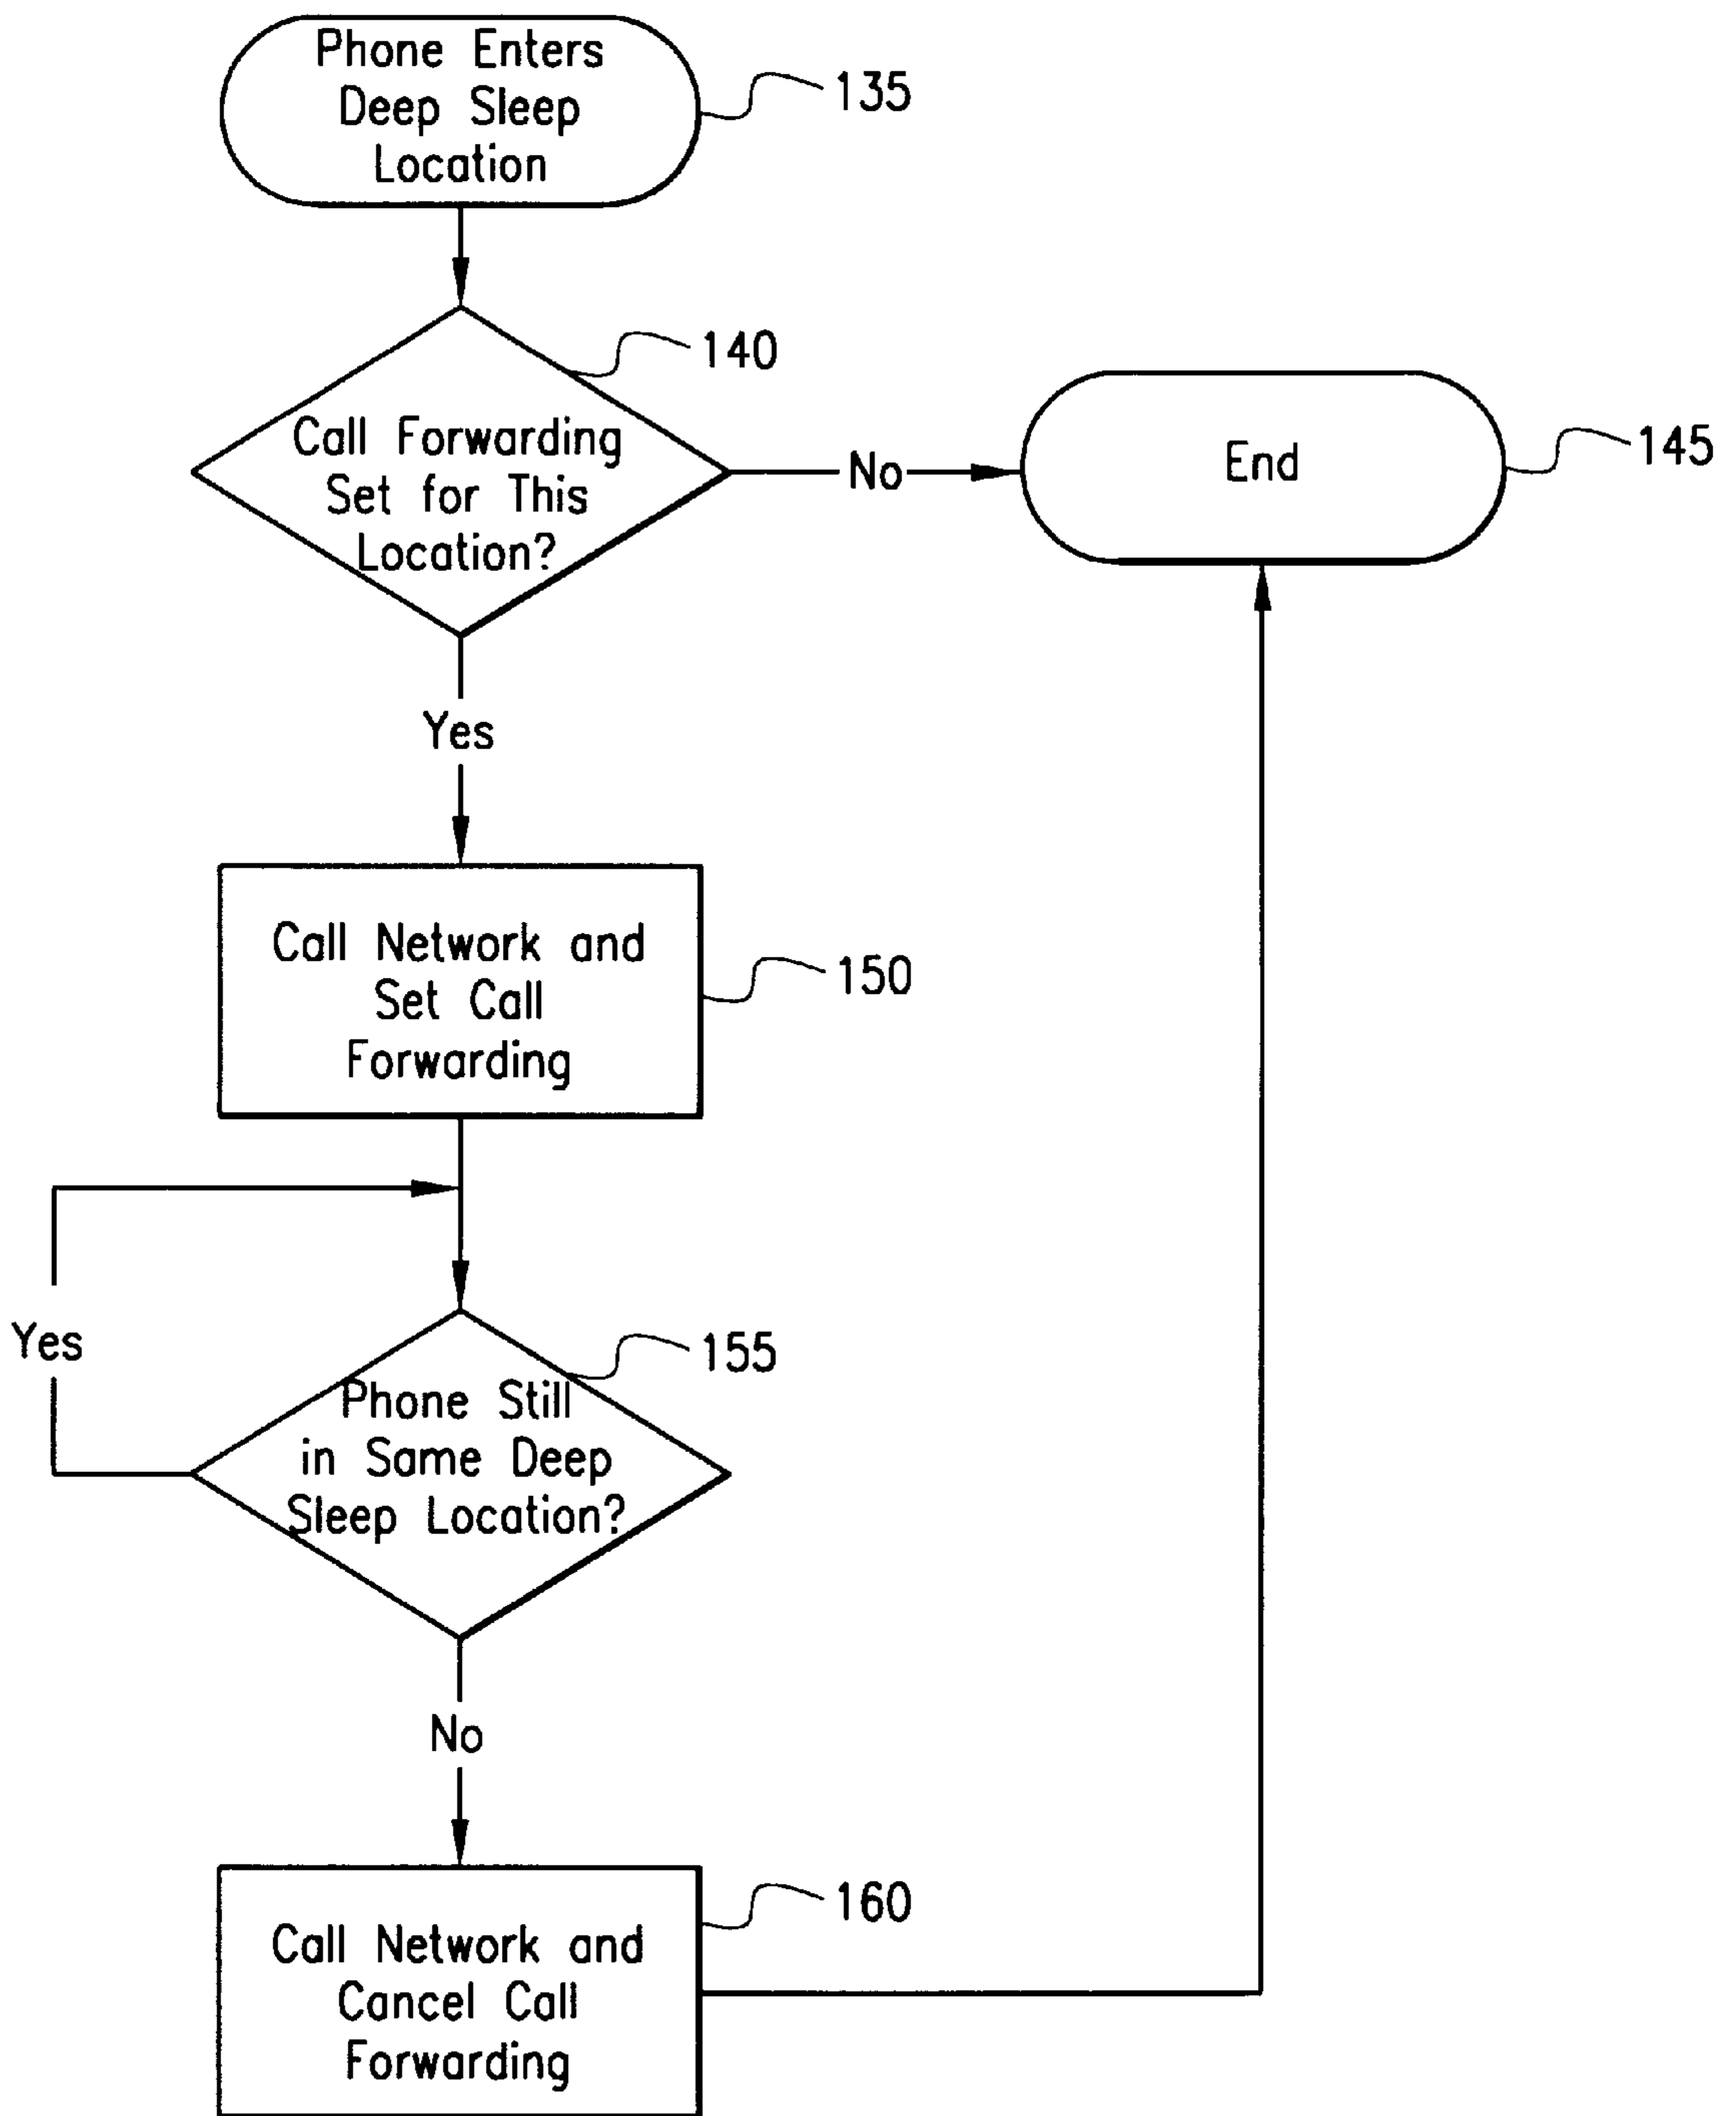 Phone Enters
Deep Sleep
Location
135
140
Call Forwarding
Set for This
Location?
No
End
145
Yes
Call Network and
Set Call
Forwarding
150
Yes
155
Phone Still
in Same Deep
Sleep Location?
No
160
Call Network and
Cancel Call
Forwarding